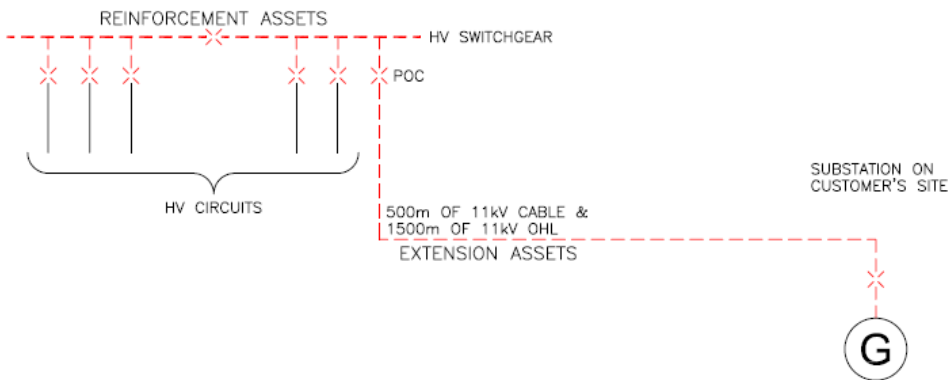 REINFORCEMENT ASSETS
HV SWITCHGEAR
POC
SUBSTATION ON
CUSTOMER'S SITE
HV CIRCUITS
500m OF 11kV CABLE &
1500m OF 11kV OHL
EXTENSION ASSETS
G